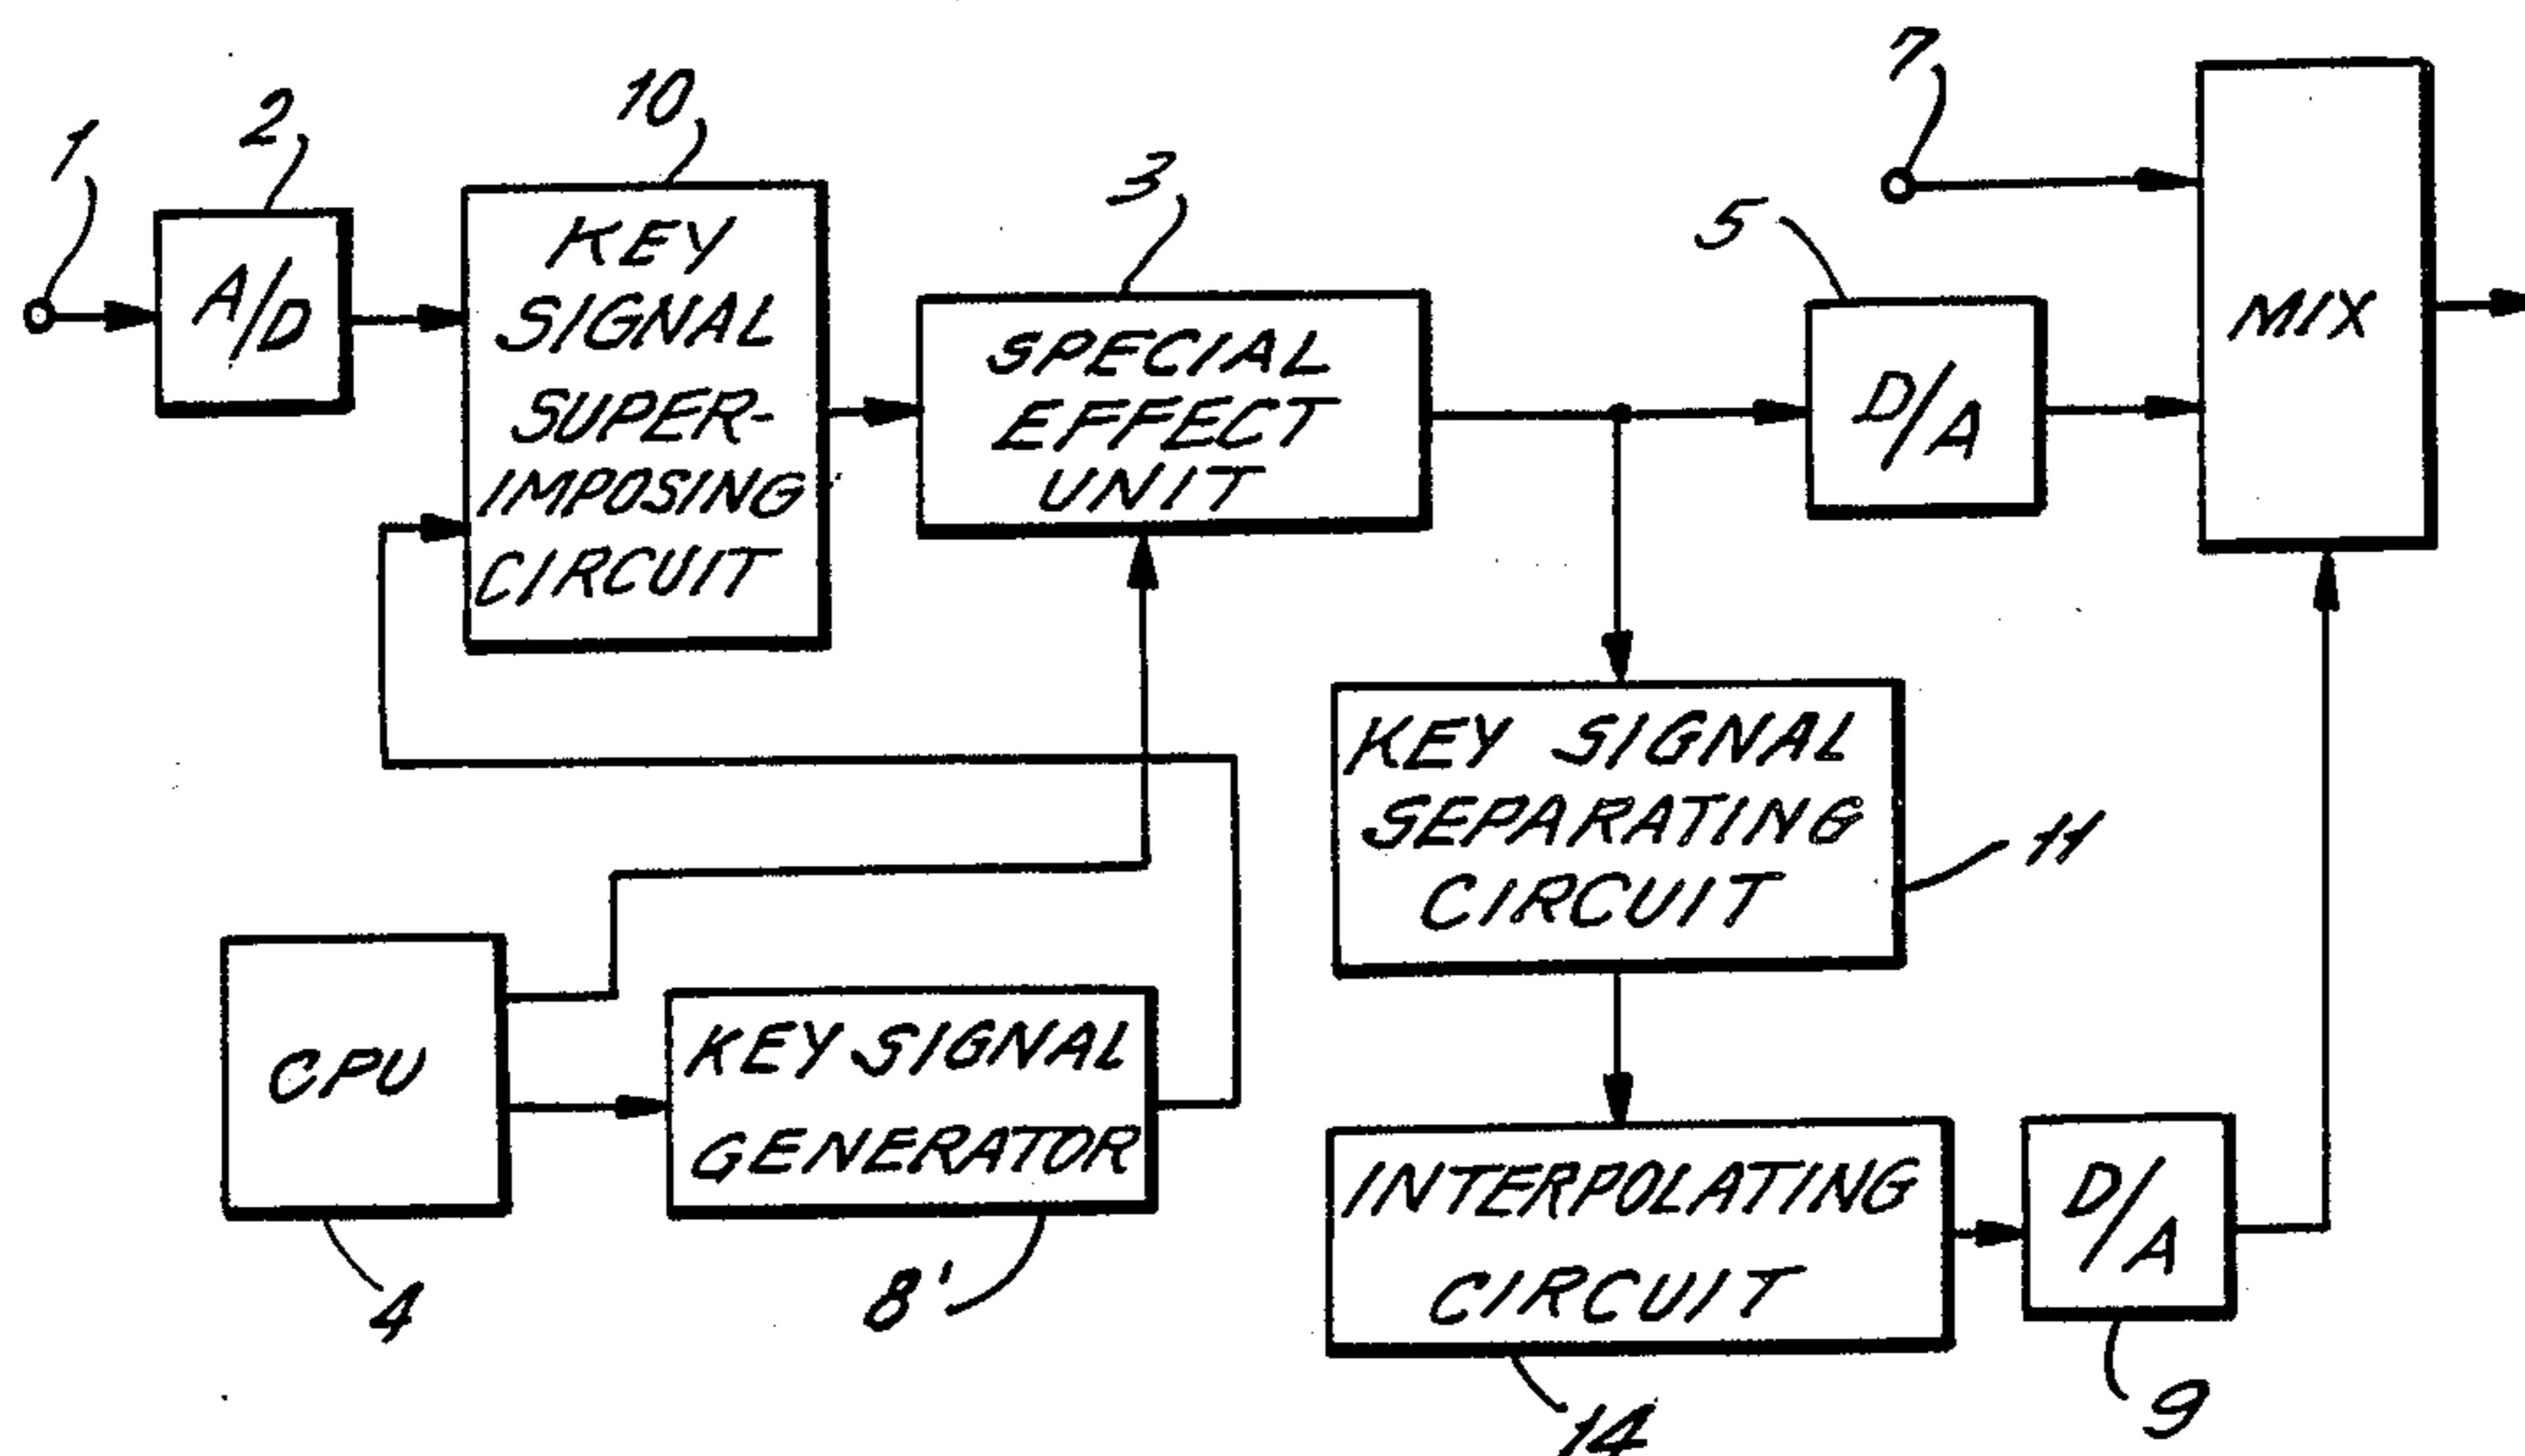 1
2
A/D
10
KEY
SIGNAL
SUPER-
IMPOSING
CIRCUIT
3
SPECIAL
EFFECT
UNIT
5
D/A
7
MIX
KEY SIGNAL
SEPARATING
CIRCUIT
11
CPU
4
KEY SIGNAL
GENERATOR
8'
INTERPOLATING
CIRCUIT
14
D/A
9